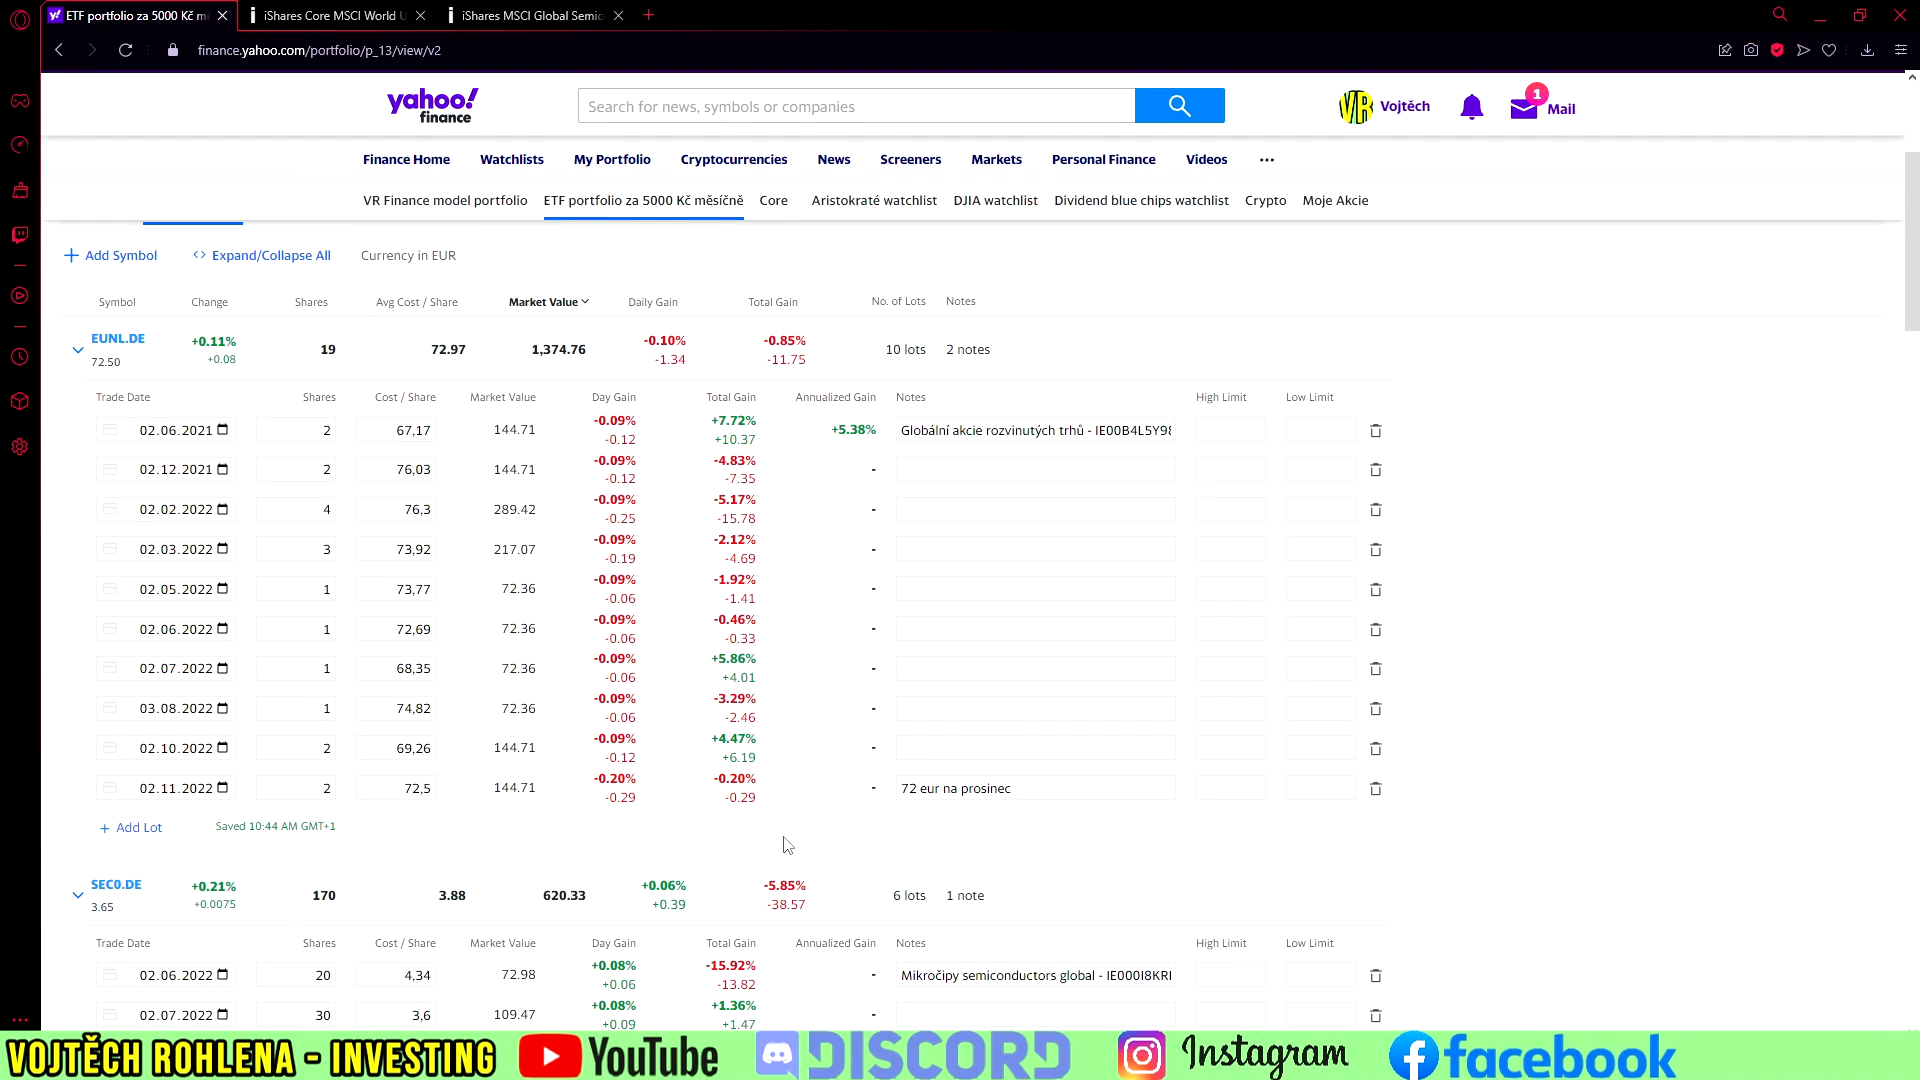 ETF portfolio za 5000 Kč m
iShares Core MSCI World U
iShares MSCI Global Semic
finance.yahoo.com/portfolio/p_13/view/v2
yahoo!
finance
Search for news, symbols or companies
VR
Vojtěch
1
Mail
Finance Home Watchlists My Portfolio Cryptocurrencies News Screeners Markets Personal Finance Videos ...
VR Finance model portfolio ETF portfolio za 5000 Kč měsíčně Core Aristokraté watchlist DJIA watchlist Dividend blue chips watchlist Crypto Moje Akcie
+ Add Symbol <> Expand/Collapse All Currency in EUR
Symbol Change Shares Avg Cost / Share Market Value Daily Gain Total Gain No. of Lots Notes
EUNL.DE +0.11% 19 72.97 1,374.76 -0.10% -0.85% 10 lots 2 notes
72.50 +0.08 -1.34 -11.75
Trade Date Shares Cost / Share Market Value Day Gain Total Gain Annualized Gain Notes High Limit Low Limit
02.06.2021 2 67,17 144.71 -0.09% +7.72% +5.38% Globální akcie rozvinutých trhů - IE00B4L5Y98
-0.12 +10.37
02.12.2021 2 76,03 144.71 -0.09% -4.83% -
-0.12 -7.35
02.02.2022 4 76,3 289.42 -0.09% -5.17% -
-0.25 -15.78
02.03.2022 3 73,92 217.07 -0.09% -2.12% -
-0.19 -4.69
02.05.2022 1 73,77 72.36 -0.09% -1.92% -
-0.06 -1.41
02.06.2022 1 72,69 72.36 -0.09% -0.46% -
-0.06 -0.33
02.07.2022 1 68,35 72.36 -0.09% +5.86% -
-0.06 +4.01
03.08.2022 1 74,82 72.36 -0.09% -3.29% -
-0.06 -2.46
02.10.2022 2 69,26 144.71 -0.09% +4.47% -
-0.12 +6.19
02.11.2022 2 72,5 144.71 -0.20% -0.20% - 72 eur na prosinec
-0.29 -0.29
+ Add Lot Saved 10:44 AM GMT+1
SEC0.DE +0.21% 170 3.88 620.33 +0.06% -5.85% 6 lots 1 note
3.65 +0.0075 +0.39 -38.57
Trade Date Shares Cost / Share Market Value Day Gain Total Gain Annualized Gain Notes High Limit Low Limit
02.06.2022 20 4,34 72.98 +0.08% -15.92% - Mikročipy semiconductors global - IE000I8KRI
+0.06 -13.82
02.07.2022 30 3,6 109.47 +0.08% +1.36% -
+0.09 +1.47
VOJTĚCH ROHLENA - INVESTING YouTube DISCORD Instagram facebook